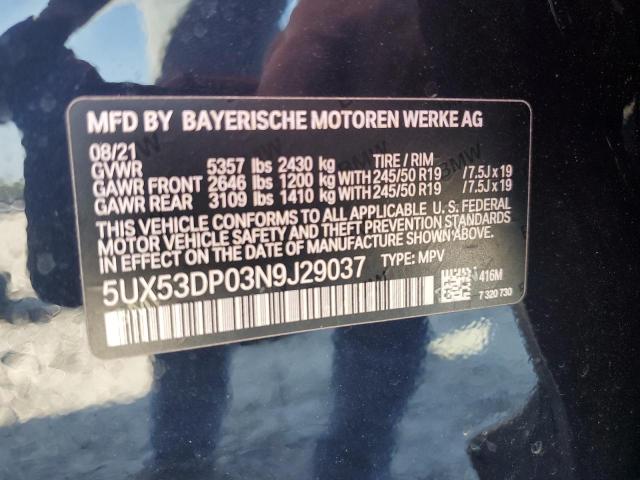 MFD BY BAYERISCHE MOTOREN WERKE AG
08/21
GVWR 5357 lbs 2430 kg TIRE / RIM
GAWR FRONT 2646 lbs 1200 kg WITH 245/50 R19 /7.5J x 19
GAWR REAR 3109 lbs 1410 kg WITH 245/50 R19 /7.5J x 19
THIS VEHICLE CONFORMS TO ALL APPLICABLE U. S. FEDERAL
MOTOR VEHICLE SAFETY AND THEFT PREVENTION STANDARDS
IN EFFECT ON THE DATE OF MANUFACTURE SHOWN ABOVE.
5UX53DP03N9J29037 TYPE: MPV
416M
7 320 730
BMW